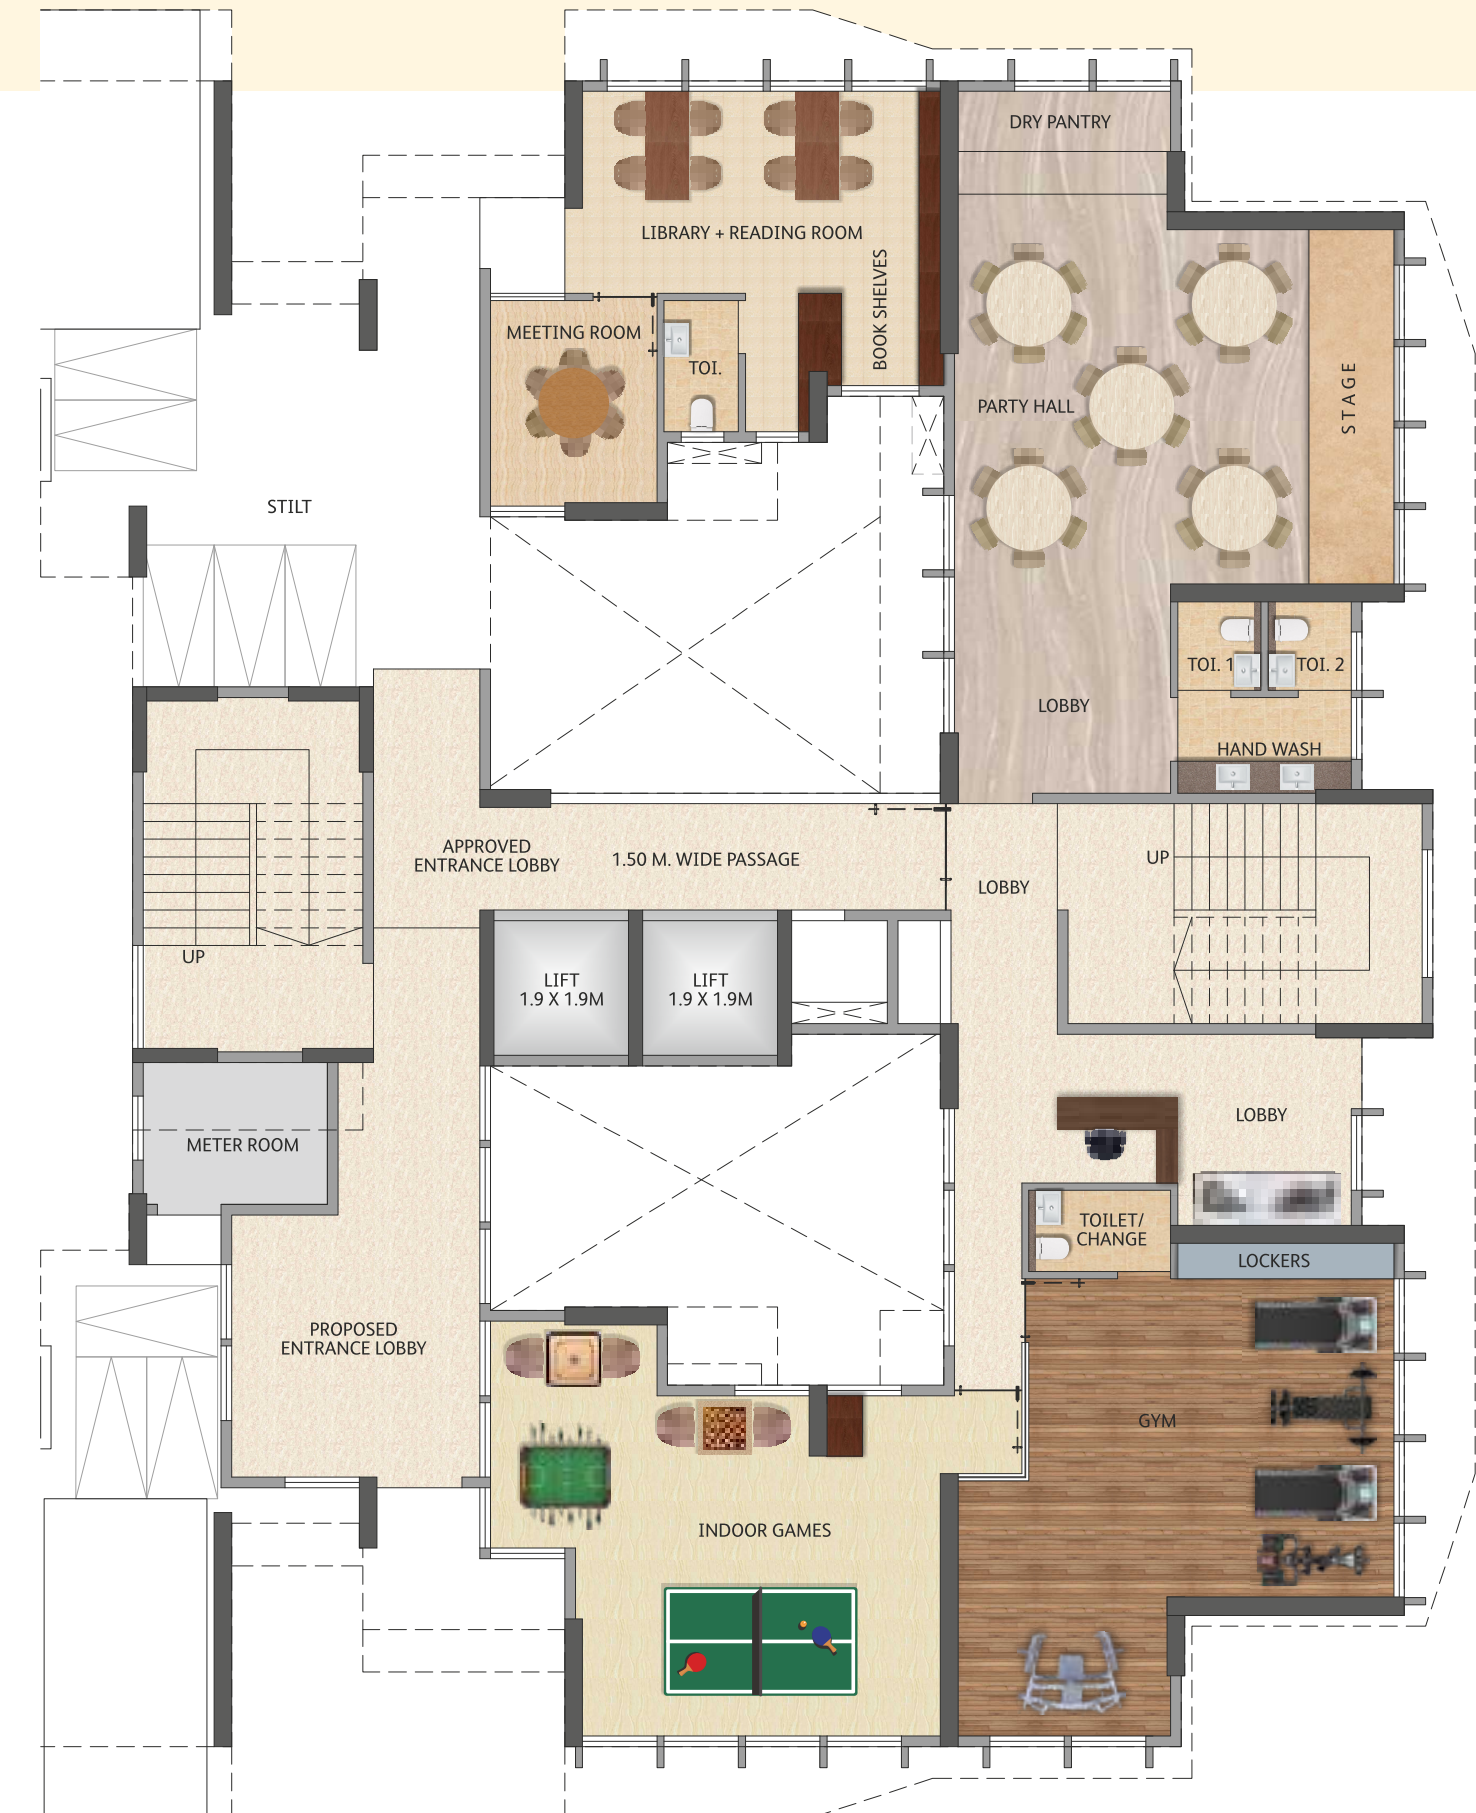 DRY PANTRY
LIBRARY + READING ROOM
BOOK SHELVES
MEETING ROOM
TOI.
PARTY HALL
STAGE
STILT
TOI. 1
TOI. 2
LOBBY
HAND WASH
APPROVED
ENTRANCE LOBBY
1.50 M. WIDE PASSAGE
UP
LOBBY
UP
LIFT
1.9 X 1.9M
LIFT
1.9 X 1.9M
METER ROOM
LOBBY
TOILET/
CHANGE
LOCKERS
PROPOSED
ENTRANCE LOBBY
GYM
INDOOR GAMES